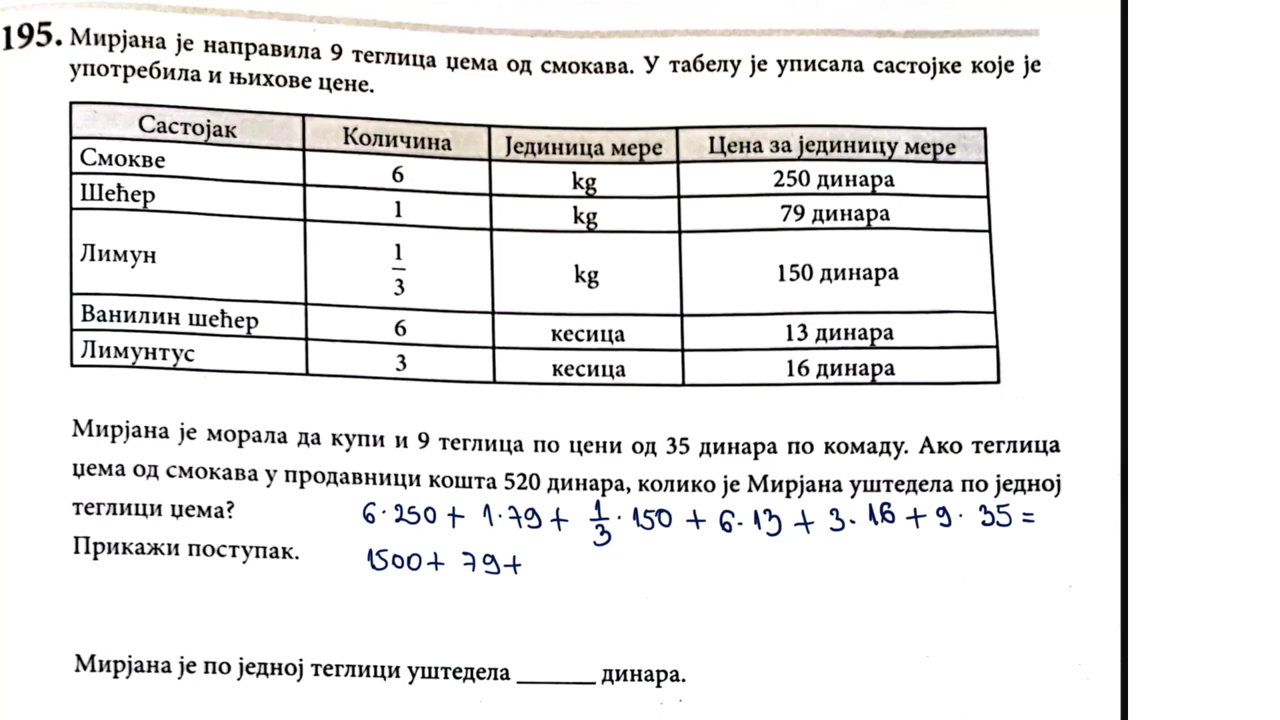 195. Мирјана је направила 9 теглица џема од смокава. У табелу је уписала састојке које је
употребила и њихове цене.
Састојак Количина Јединица мере Цена за јединицу мере
Смокве 6 kg 250 динара
Шећер 1 kg 79 динара
Лимун 1/3 kg 150 динара
Ванилин шећер 6 кесица 13 динара
Лимунтус 3 кесица 16 динара
Мирјана је морала да купи и 9 теглица по цени од 35 динара по комаду. Ако теглица
џема од смокава у продавници кошта 520 динара, колико је Мирјана уштедела по једној
теглици џема? 6·250 + 1·79 + 1/3·150 + 6·13 + 3·16 + 9·35 =
Прикажи поступак. 1500 + 79 +
Мирјана је по једној теглици уштедела ______ динара.